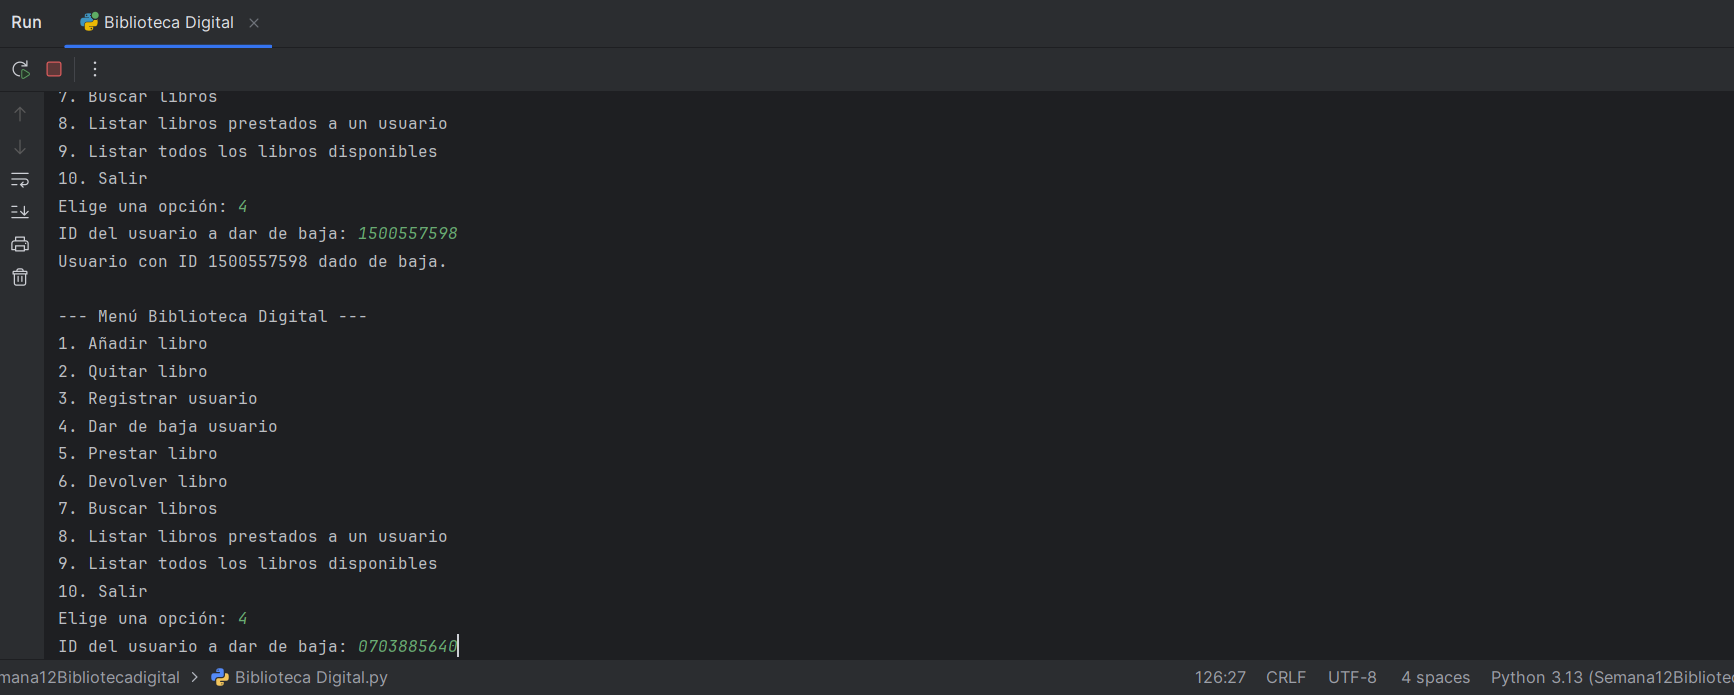 Run
Biblioteca Digital
7. Buscar libros
8. Listar libros prestados a un usuario
9. Listar todos los libros disponibles
10. Salir
Elige una opción: 4
ID del usuario a dar de baja: 1500557598
Usuario con ID 1500557598 dado de baja.
--- Menú Biblioteca Digital ---
1. Añadir libro
2. Quitar libro
3. Registrar usuario
4. Dar de baja usuario
5. Prestar libro
6. Devolver libro
7. Buscar libros
8. Listar libros prestados a un usuario
9. Listar todos los libros disponibles
10. Salir
Elige una opción: 4
ID del usuario a dar de baja: 0703885640
mana12Bibliotecadigital > Biblioteca Digital.py
126:27 CRLF UTF-8 4 spaces Python 3.13 (Semana12Bibliote